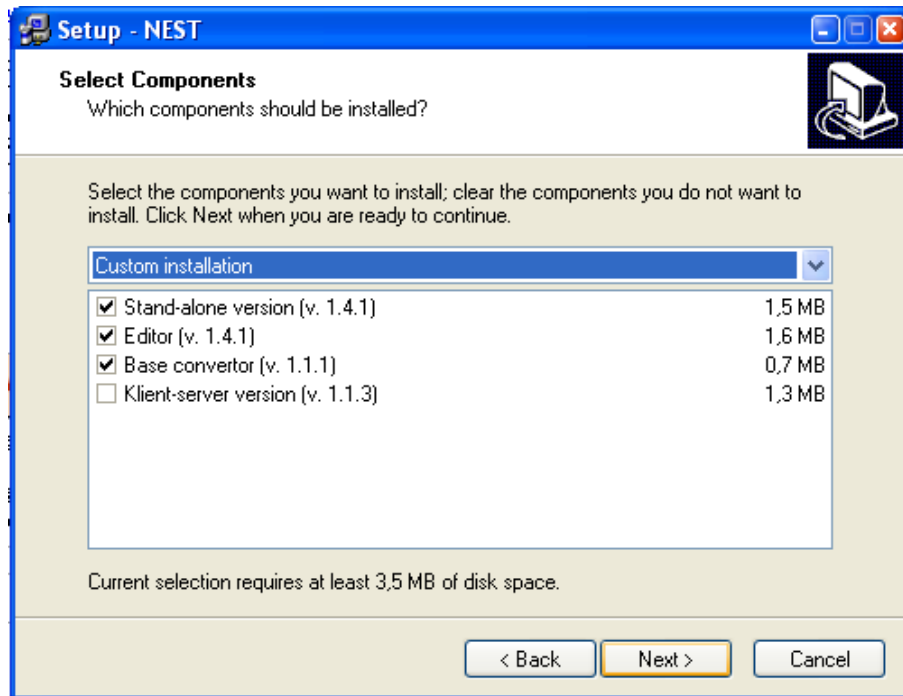 Setup - NEST
Select Components
Which components should be installed?
Select the components you want to install; clear the components you do not want to
install. Click Next when you are ready to continue.
Custom installation
Stand-alone version (v. 1.4.1) 1,5 MB
Editor (v. 1.4.1) 1,6 MB
Base convertor (v. 1.1.1) 0,7 MB
Klient-server version (v. 1.1.3) 1,3 MB
Current selection requires at least 3,5 MB of disk space.
< Back Next > Cancel